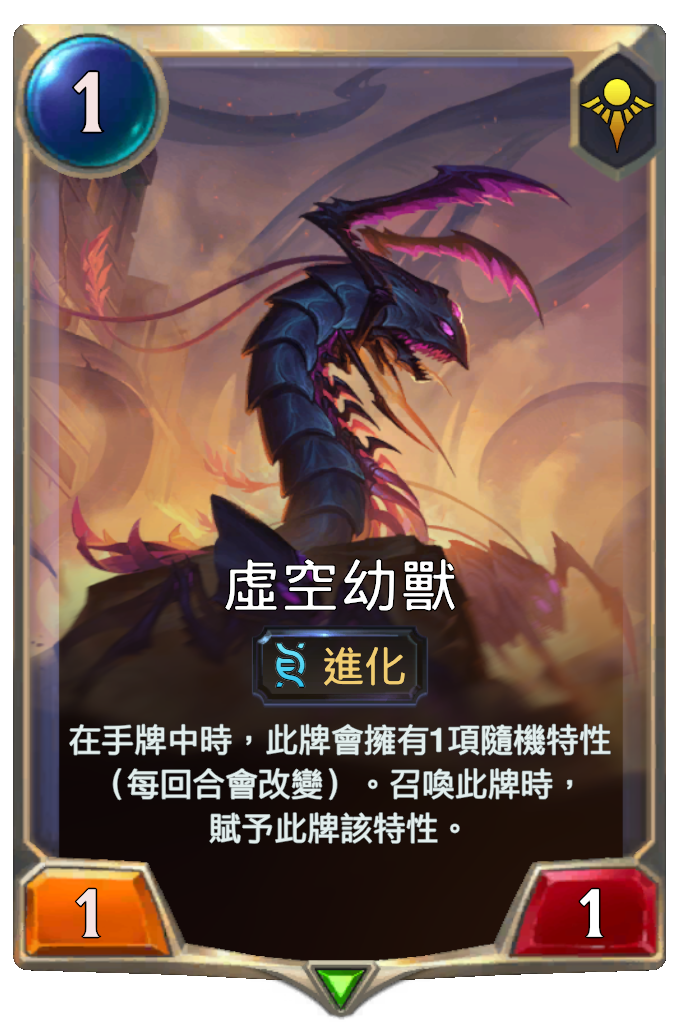 1
虛空幼獸
進化
在手牌中時，此牌會擁有1項隨機特性
（每回合會改變）。召喚此牌時，
賦予此牌該特性。
1
1